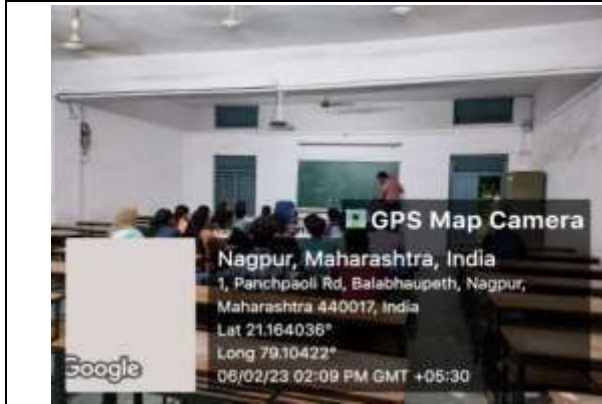 GPS Map Camera
Nagpur, Maharashtra, India
1, Panchpaoli Rd, Balabhaupeth, Nagpur,
Maharashtra 440017, India
Lat 21.164036°
Long 79.10422°
06/02/23 02:09 PM GMT +05:30
Google